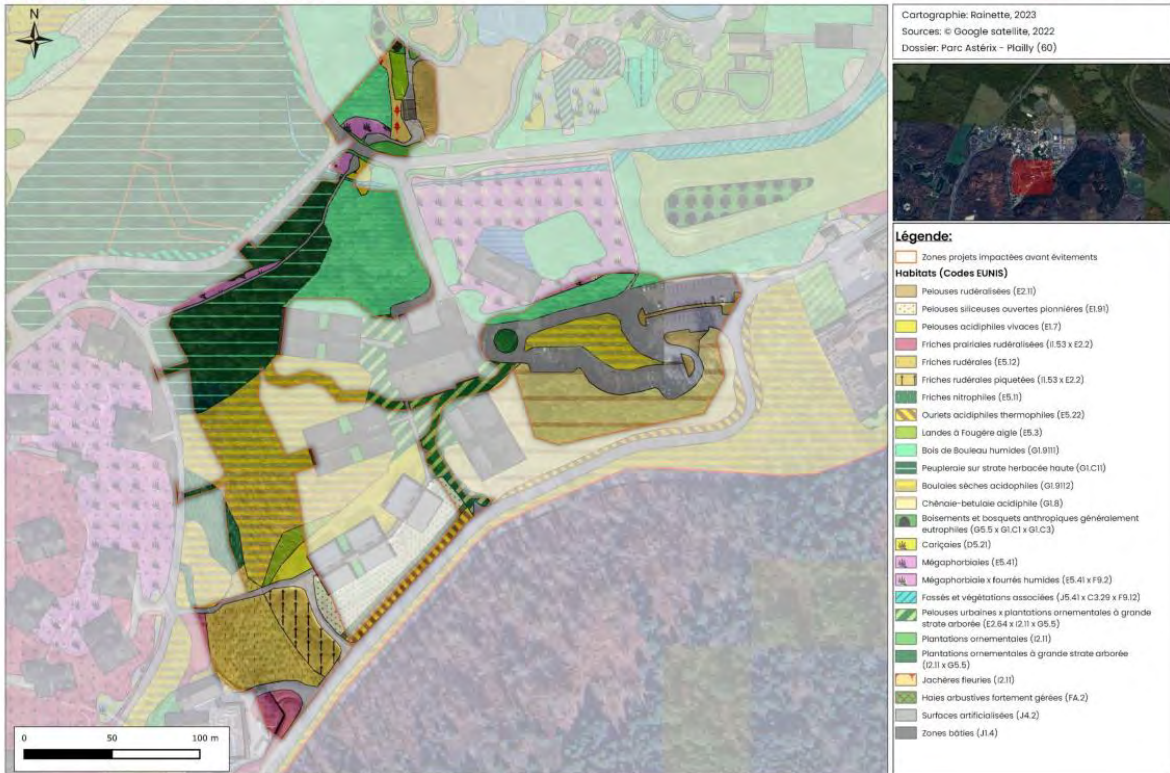 N
Cartographie: Rainette, 2023
Sources: © Google satellite, 2022
Dossier: Parc Astérix - Plailly (60)
Légende:
Zones projets impactées avant évitements
Habitats (Codes EUNIS)
Pelouses rudéralisées (E2.11)
Pelouses siliceuses ouvertes pionnières (E1.91)
Pelouses acidiphiles vivaces (E1.7)
Friches prairiales rudéralisées (I1.53 x E2.2)
Friches rudérales (E5.12)
Friches rudérales piquetées (I1.53 x E2.2)
Friches nitrophiles (E5.11)
Ourlets acidiphiles thermophiles (E5.22)
Landes à Fougère aigle (E5.3)
Bois de Bouleau humides (G1.9111)
Peupleraie sur strate herbacée haute (G1.C11)
Boulaies sèches acidophiles (G1.9112)
Chênaie-betulaie acidiphile (G1.8)
Boisements et bosquets anthropiques généralement
eutrophiles (G5.5 x G1.C1 x G1.C3)
Cariçaies (D5.21)
Mégaphorbiaies (E5.41)
Mégaphorbiaie x fourrés humides (E5.41 x F9.2)
Fossés et végétations associées (J5.41 x C3.29 x F9.12)
Pelouses urbaines x plantations ornementales à grande
strate arborée (E2.64 x I2.11 x G5.5)
Plantations ornementales (I2.11)
Plantations ornementales à grande strate arborée
(I2.11 x G5.5)
Jachères fleuries (I2.11)
Haies arbustives fortement gérées (FA.2)
Surfaces artificialisées (J4.2)
Zones bâties (J1.4)
0 50 100 m